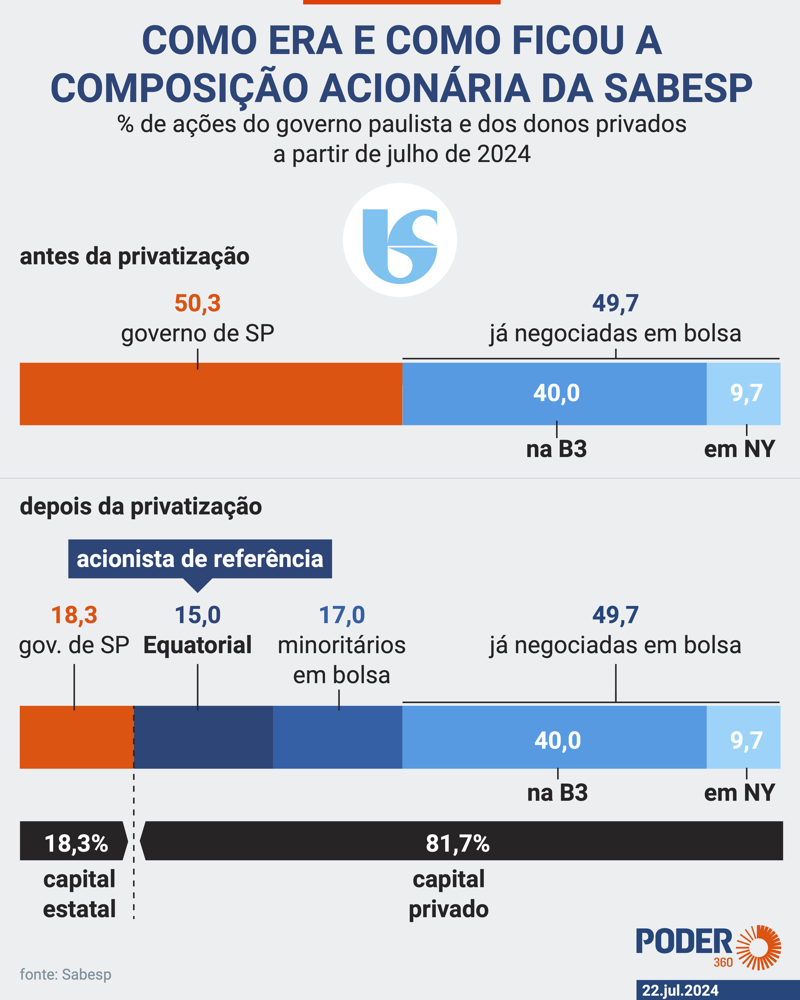 COMO ERA E COMO FICOU A
COMPOSIÇÃO ACIONÁRIA DA SABESP
% de ações do governo paulista e dos donos privados
a partir de julho de 2024
antes da privatização
50,3
governo de SP
49,7
já negociadas em bolsa
40,0
9,7
na B3
em NY
depois da privatização
acionista de referência
18,3
gov. de SP
15,0
Equatorial
17,0
minoritários
em bolsa
49,7
já negociadas em bolsa
40,0
9,7
na B3
em NY
18,3%
capital
estatal
81,7%
capital
privado
PODER
360
fonte: Sabesp
22.jul.2024